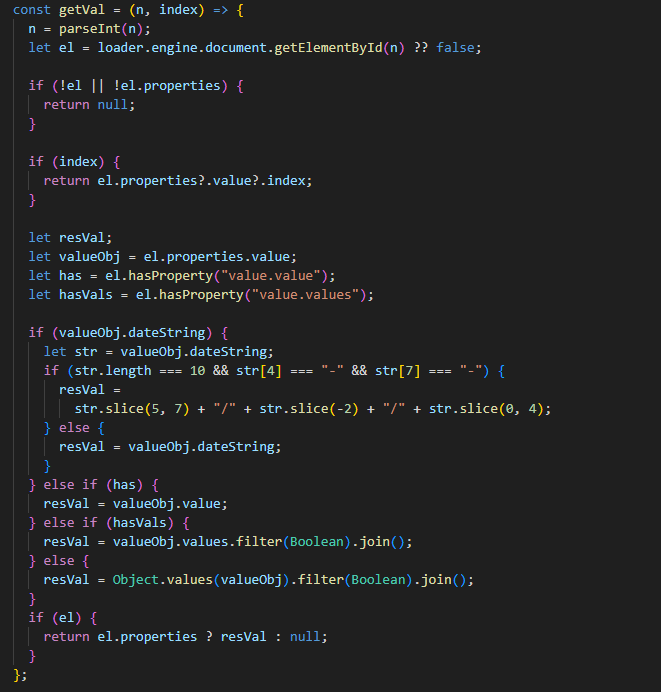 const getVal = (n, index) => {
n = parseInt(n);
let el = loader.engine.document.getElementById(n) ?? false;
if (!el || !el.properties) {
return null;
}
if (index) {
return el.properties?.value?.index;
}
let resVal;
let valueObj = el.properties.value;
let has = el.hasProperty("value.value");
let hasVals = el.hasProperty("value.values");
if (valueObj.dateString) {
let str = valueObj.dateString;
if (str.length === 10 && str[4] === "-" && str[7] === "-") {
resVal =
str.slice(5, 7) + "/" + str.slice(-2) + "/" + str.slice(0, 4);
} else {
resVal = valueObj.dateString;
}
} else if (has) {
resVal = valueObj.value;
} else if (hasVals) {
resVal = valueObj.values.filter(Boolean).join();
} else {
resVal = Object.values(valueObj).filter(Boolean).join();
}
if (el) {
return el.properties ? resVal : null;
}
};